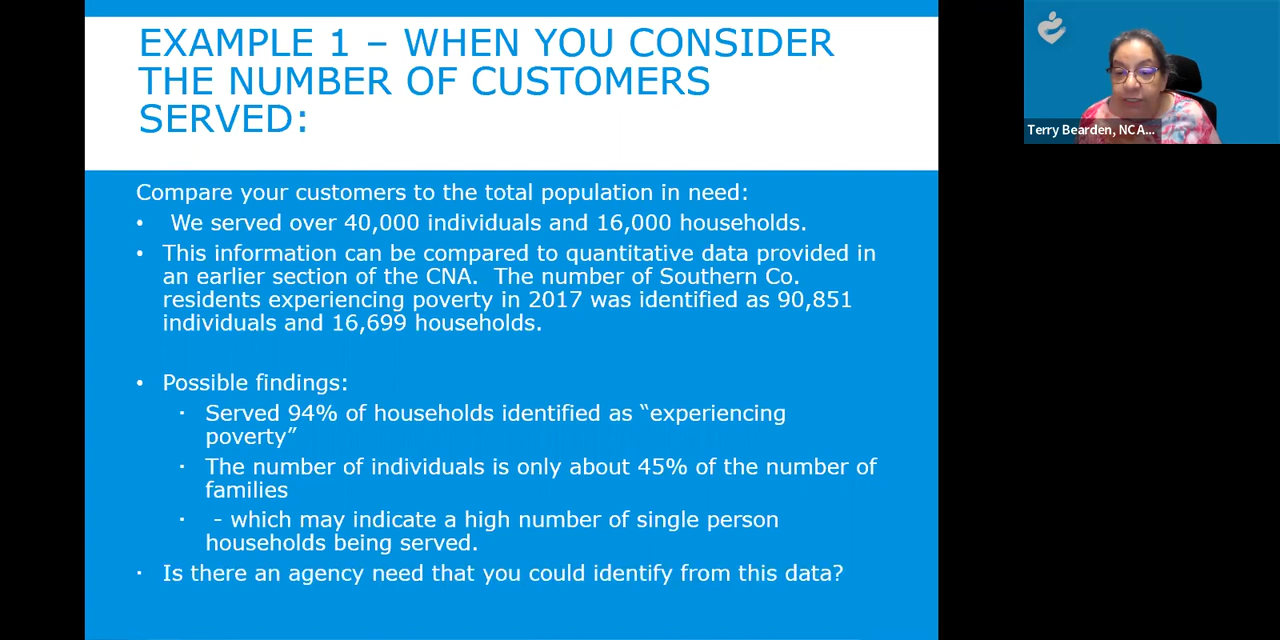 EXAMPLE 1 – WHEN YOU CONSIDER
THE NUMBER OF CUSTOMERS
SERVED:
Compare your customers to the total population in need:
• We served over 40,000 individuals and 16,000 households.
• This information can be compared to quantitative data provided in
an earlier section of the CNA. The number of Southern Co.
residents experiencing poverty in 2017 was identified as 90,851
individuals and 16,699 households.
• Possible findings:
▪ Served 94% of households identified as “experiencing
poverty”
▪ The number of individuals is only about 45% of the number of
families
▪ - which may indicate a high number of single person
households being served.
▪ Is there an agency need that you could identify from this data?
Terry Bearden, NCA...